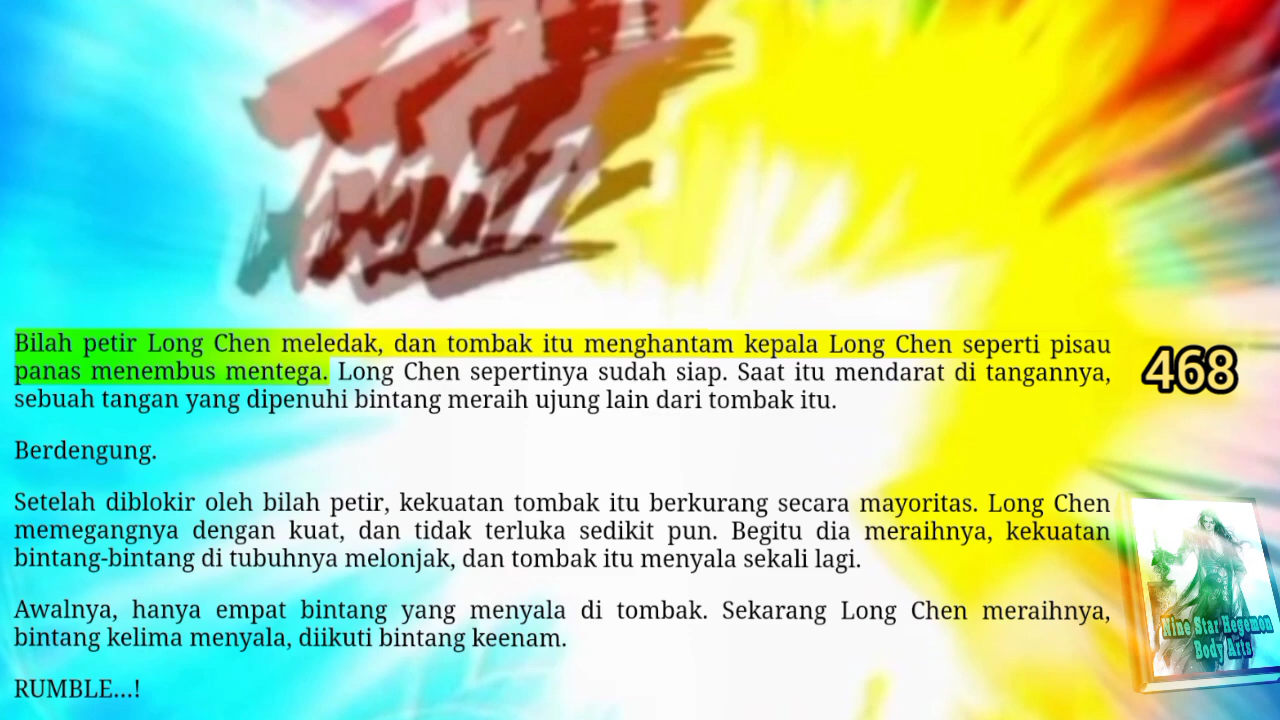 Bilah petir Long Chen meledak, dan tombak itu menghantam kepala Long Chen seperti pisau
panas menembus mentega. Long Chen sepertinya sudah siap. Saat itu mendarat di tangannya,
sebuah tangan yang dipenuhi bintang meraih ujung lain dari tombak itu.
468
Berdengung.
Setelah diblokir oleh bilah petir, kekuatan tombak itu berkurang secara mayoritas. Long Chen
memegangnya dengan kuat, dan tidak terluka sedikit pun. Begitu dia meraihnya, kekuatan
bintang-bintang di tubuhnya melonjak, dan tombak itu menyala sekali lagi.
Awalnya, hanya empat bintang yang menyala di tombak. Sekarang Long Chen meraihnya,
bintang kelima menyala, diikuti bintang keenam.
Nine Star Hegemon
Body Arts
RUMBLE...!